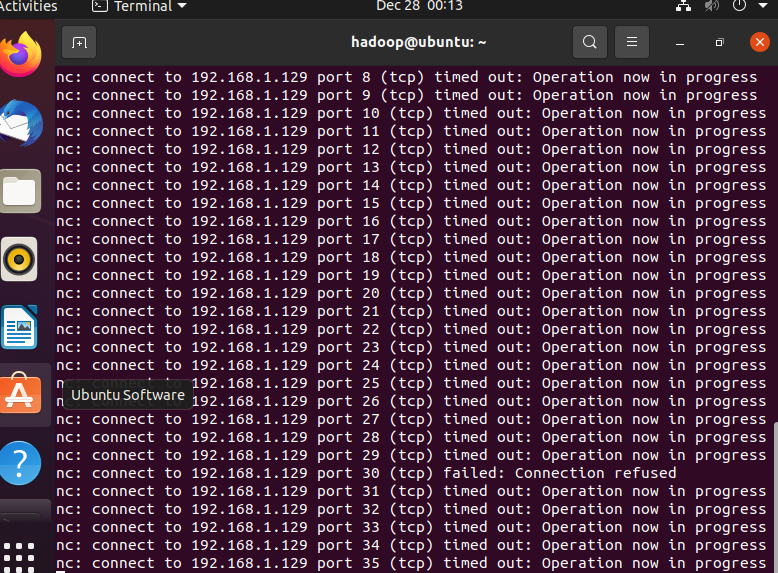 Activities Terminal Dec 28 00:13
hadoop@ubuntu: ~
nc: connect to 192.168.1.129 port 8 (tcp) timed out: Operation now in progress
nc: connect to 192.168.1.129 port 9 (tcp) timed out: Operation now in progress
nc: connect to 192.168.1.129 port 10 (tcp) timed out: Operation now in progress
nc: connect to 192.168.1.129 port 11 (tcp) timed out: Operation now in progress
nc: connect to 192.168.1.129 port 12 (tcp) timed out: Operation now in progress
nc: connect to 192.168.1.129 port 13 (tcp) timed out: Operation now in progress
nc: connect to 192.168.1.129 port 14 (tcp) timed out: Operation now in progress
nc: connect to 192.168.1.129 port 15 (tcp) timed out: Operation now in progress
nc: connect to 192.168.1.129 port 16 (tcp) timed out: Operation now in progress
nc: connect to 192.168.1.129 port 17 (tcp) timed out: Operation now in progress
nc: connect to 192.168.1.129 port 18 (tcp) timed out: Operation now in progress
nc: connect to 192.168.1.129 port 19 (tcp) timed out: Operation now in progress
nc: connect to 192.168.1.129 port 20 (tcp) timed out: Operation now in progress
nc: connect to 192.168.1.129 port 21 (tcp) timed out: Operation now in progress
nc: connect to 192.168.1.129 port 22 (tcp) timed out: Operation now in progress
nc: connect to 192.168.1.129 port 23 (tcp) timed out: Operation now in progress
nc: connect to 192.168.1.129 port 24 (tcp) timed out: Operation now in progress
nc: connect to 192.168.1.129 port 25 (tcp) timed out: Operation now in progress
Ubuntu Software
29 port 26 (tcp) timed out: Operation now in progress
nc: connect to 192.168.1.129 port 27 (tcp) timed out: Operation now in progress
nc: connect to 192.168.1.129 port 28 (tcp) timed out: Operation now in progress
nc: connect to 192.168.1.129 port 29 (tcp) timed out: Operation now in progress
nc: connect to 192.168.1.129 port 30 (tcp) failed: Connection refused
nc: connect to 192.168.1.129 port 31 (tcp) timed out: Operation now in progress
nc: connect to 192.168.1.129 port 32 (tcp) timed out: Operation now in progress
nc: connect to 192.168.1.129 port 33 (tcp) timed out: Operation now in progress
nc: connect to 192.168.1.129 port 34 (tcp) timed out: Operation now in progress
nc: connect to 192.168.1.129 port 35 (tcp) timed out: Operation now in progress